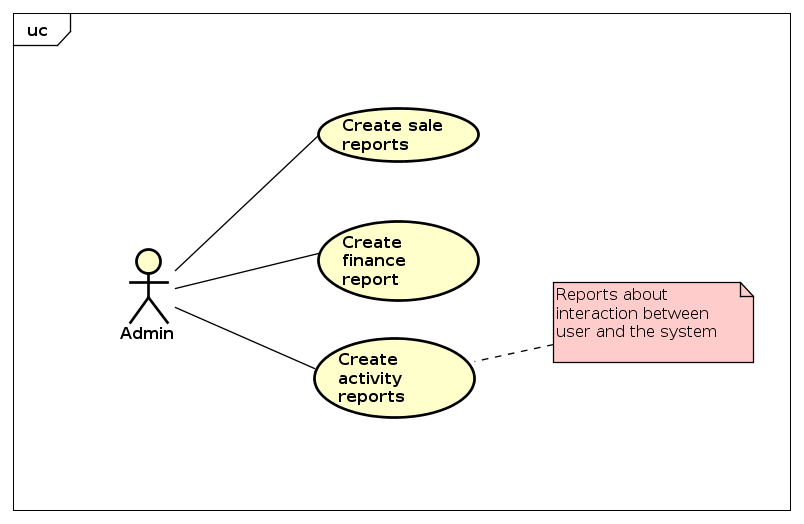 uc
Create sale
reports
Create
finance
report
Reports about
interaction between
user and the system
Admin
Create
activity
reports